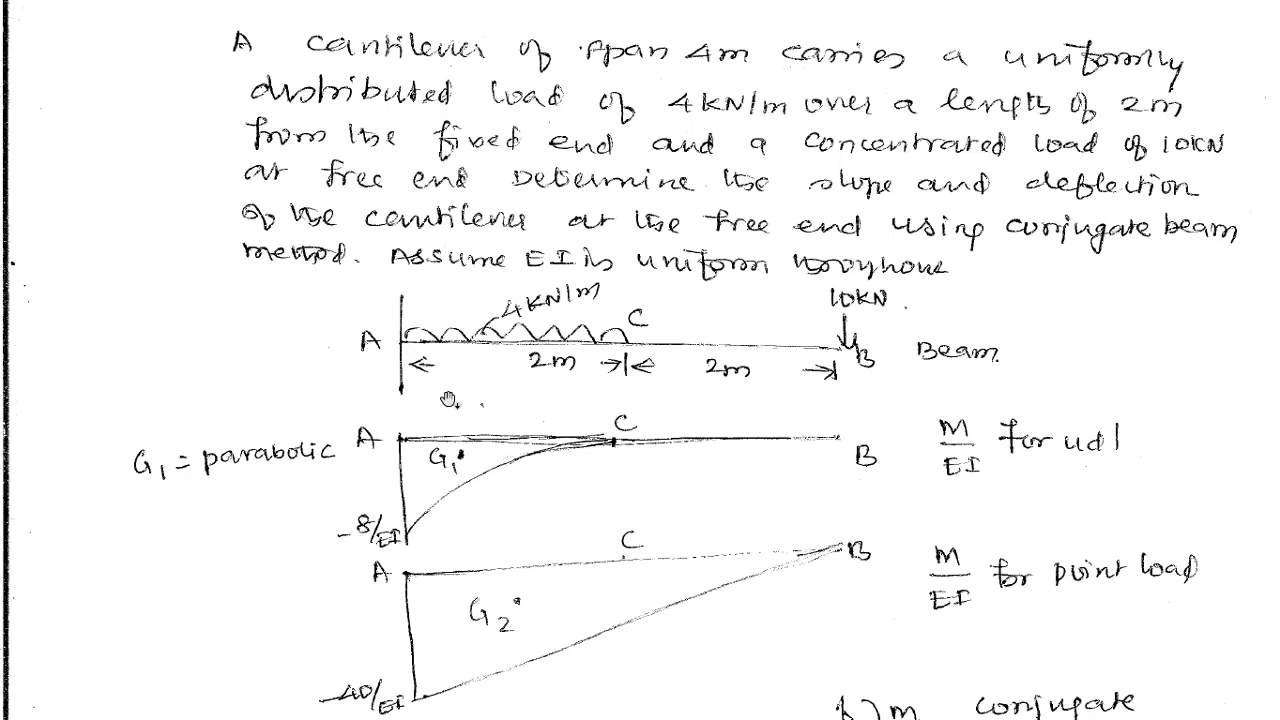 A cantilever of span 4m carries a uniformly
distributed load of 4kN/m over a length of 2m
from the fixed end and a concentrated load of 10KN
at free end Determine the slope and deflection
of the cantilever at the free end using conjugate beam
method. Assume EI is uniform throyhout
4KN/m
10KN
A C B Beam
2m 2m
A C B
G1 = parabolic G1 M/EI for udl
-8/EI
A C B
G2 M/EI for point load
-40/EI
m conjugate